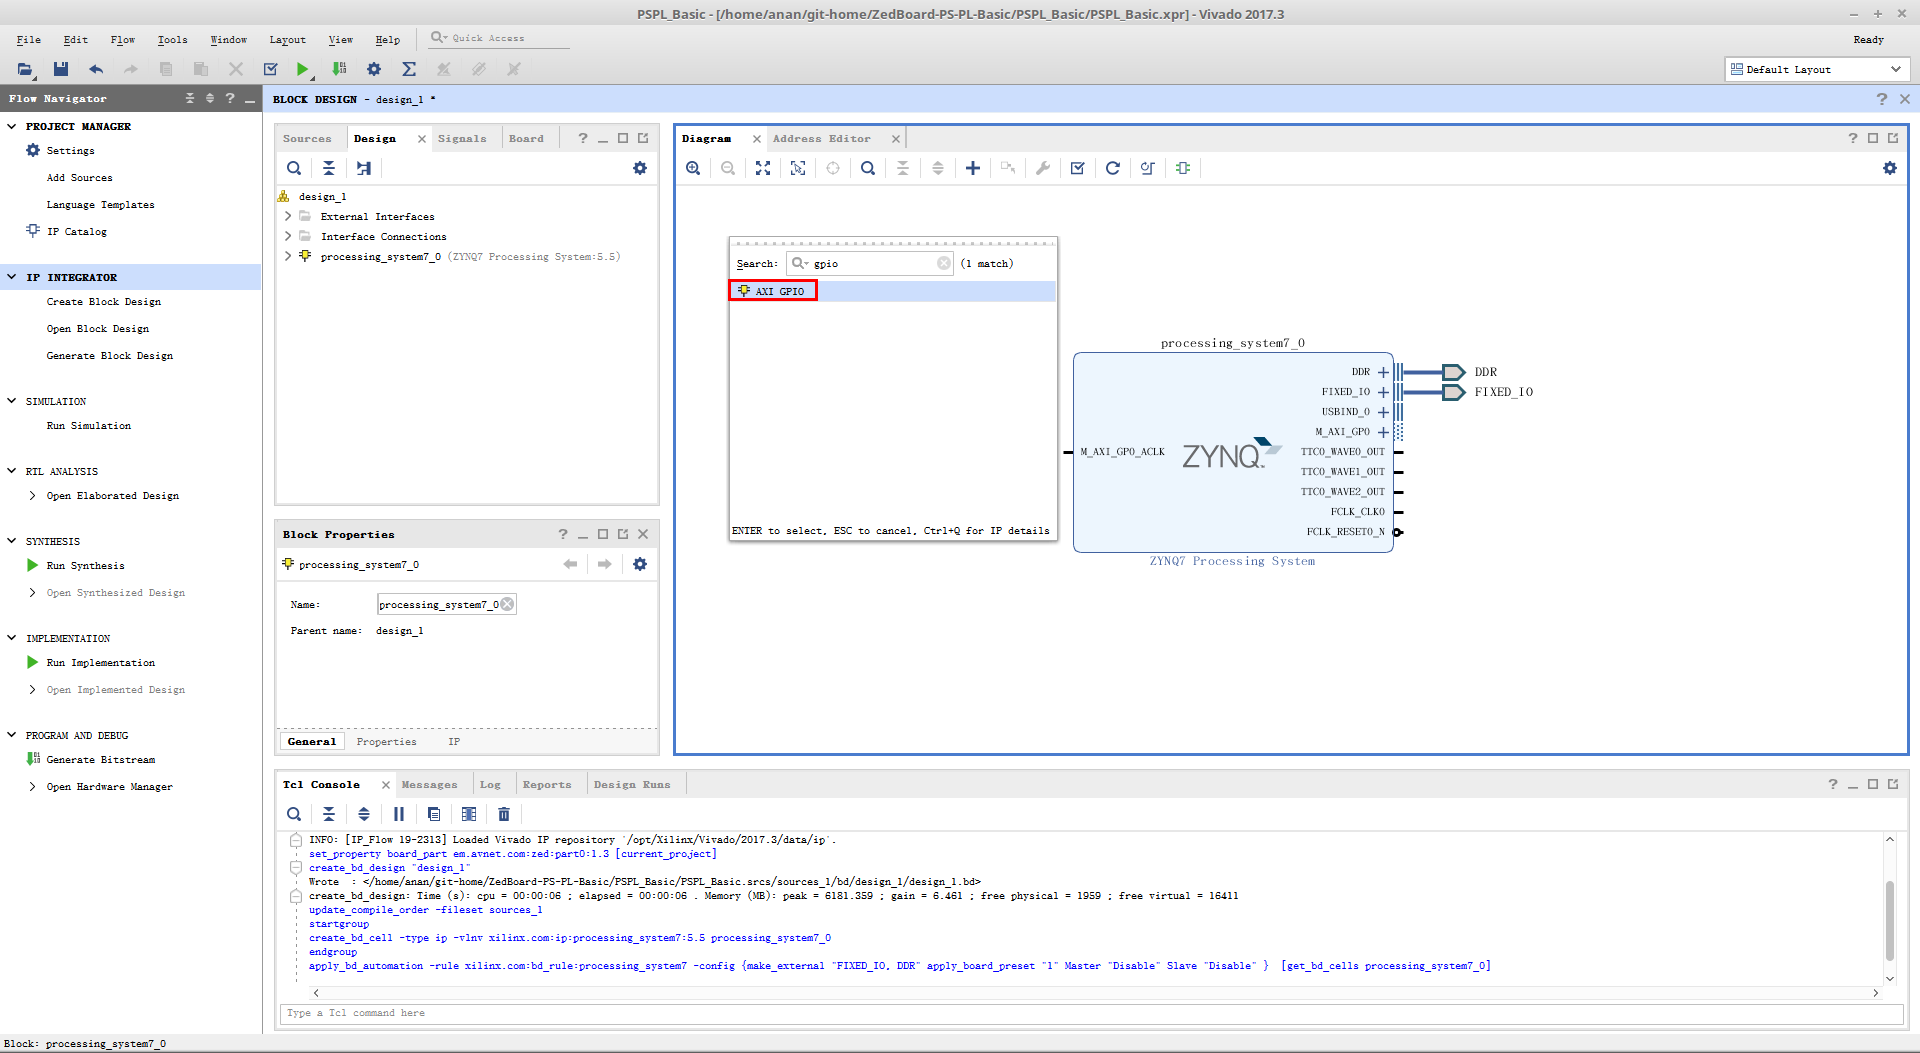 PSPL_Basic - [/home/anan/git-home/ZedBoard-PS-PL-Basic/PSPL_Basic/PSPL_Basic.xpr] - Vivado 2017.3
File Edit Flow Tools Window Layout View Help Quick Access Ready
Default Layout
Flow Navigator
PROJECT MANAGER
Settings
Add Sources
Language Templates
IP Catalog
IP INTEGRATOR
Create Block Design
Open Block Design
Generate Block Design
SIMULATION
Run Simulation
RTL ANALYSIS
Open Elaborated Design
SYNTHESIS
Run Synthesis
Open Synthesized Design
IMPLEMENTATION
Run Implementation
Open Implemented Design
PROGRAM AND DEBUG
Generate Bitstream
Open Hardware Manager
BLOCK DESIGN - design_1 *
Sources Design Signals Board
design_1
External Interfaces
Interface Connections
processing_system7_0 (ZYNQ7 Processing System:5.5)
Block Properties
processing_system7_0
Name: processing_system7_0
Parent name: design_1
General Properties IP
Diagram Address Editor
Search: gpio (1 match)
AXI GPIO
ENTER to select, ESC to cancel, Ctrl+Q for IP details
processing_system7_0
DDR
FIXED_IO
USBIND_0
M_AXI_GP0
M_AXI_GP0_ACLK
ZYNQ
TTC0_WAVE0_OUT
TTC0_WAVE1_OUT
TTC0_WAVE2_OUT
FCLK_CLK0
FCLK_RESET0_N
DDR
FIXED_IO
ZYNQ7 Processing System
Tcl Console Messages Log Reports Design Runs
INFO: [IP_Flow 19-2313] Loaded Vivado IP repository '/opt/Xilinx/Vivado/2017.3/data/ip'.
set_property board_part em.avnet.com:zed:part0:1.3 [current_project]
create_bd_design "design_1"
Wrote : </home/anan/git-home/ZedBoard-PS-PL-Basic/PSPL_Basic/PSPL_Basic.srcs/sources_1/bd/design_1/design_1.bd>
create_bd_design: Time (s): cpu = 00:00:06 ; elapsed = 00:00:06 . Memory (MB): peak = 6181.359 ; gain = 6.461 ; free physical = 1959 ; free virtual = 16411
update_compile_order -fileset sources_1
startgroup
create_bd_cell -type ip -vlnv xilinx.com:ip:processing_system7:5.5 processing_system7_0
endgroup
apply_bd_automation -rule xilinx.com:bd_rule:processing_system7 -config {make_external "FIXED_IO, DDR" apply_board_preset "1" Master "Disable" Slave "Disable" } [get_bd_cells processing_system7_0]
Type a Tcl command here
Block: processing_system7_0